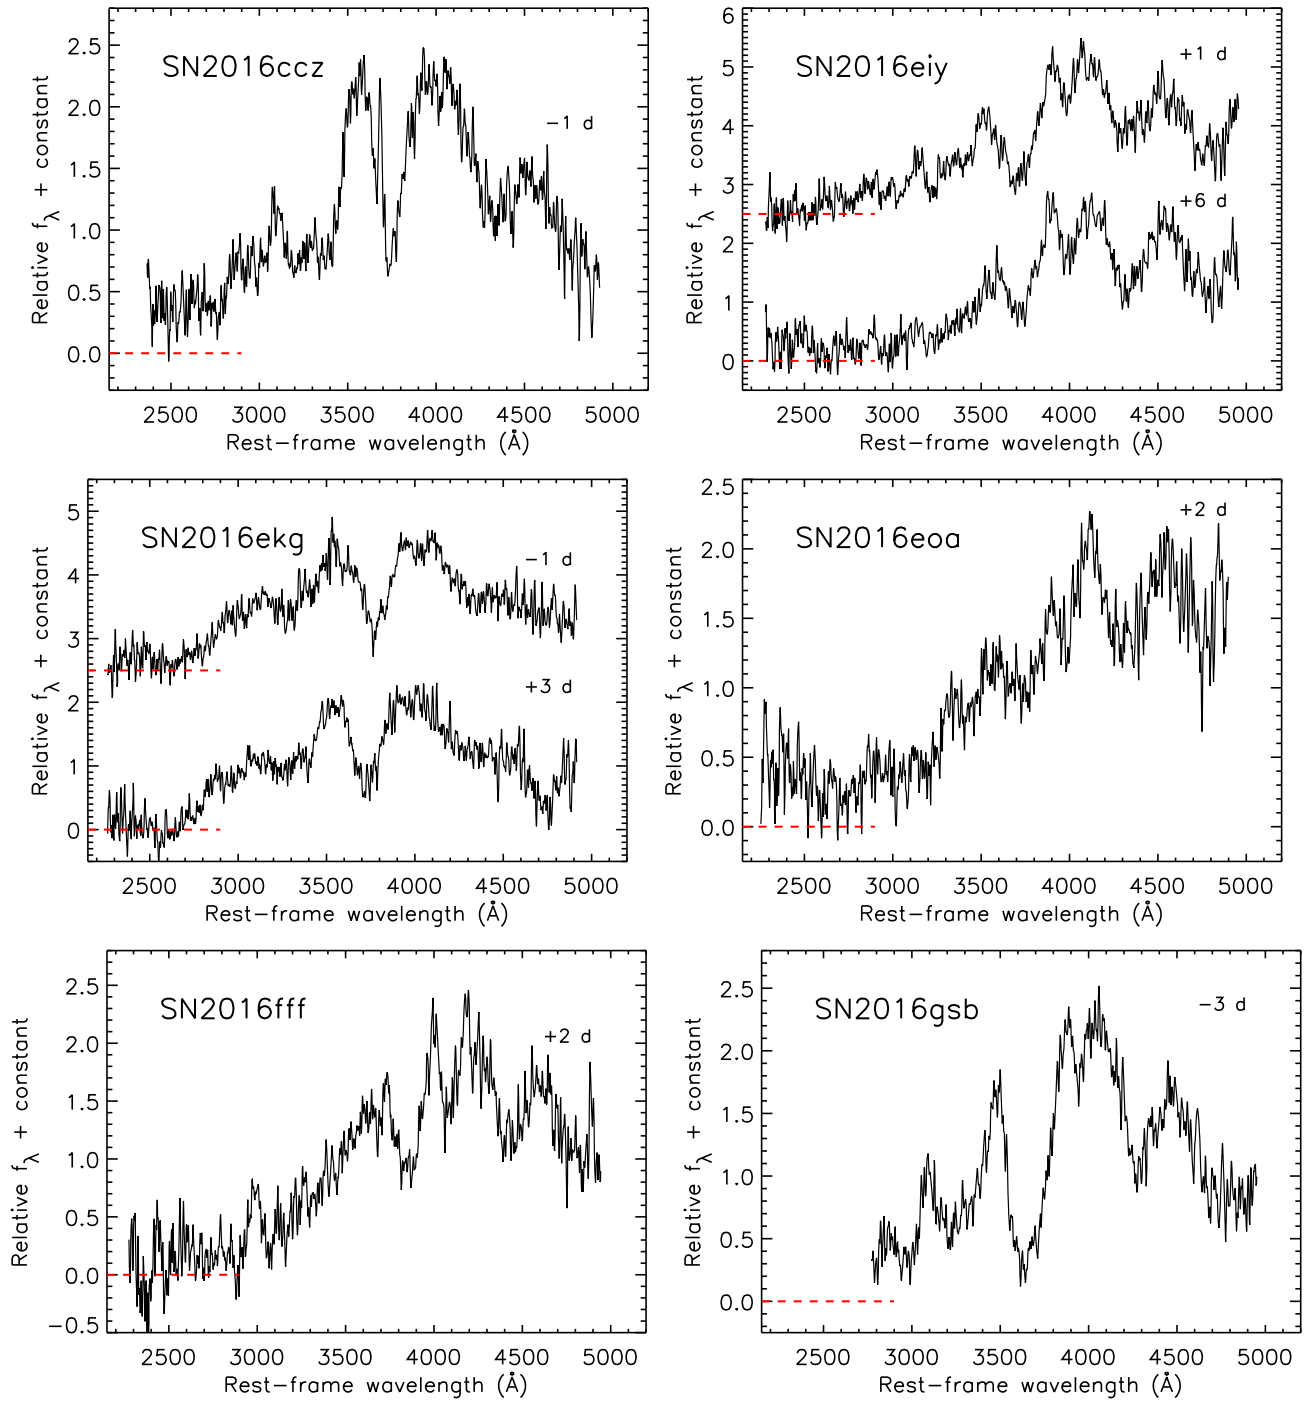 SN2016ccz
−1 d
2.5
2.0
1.5
1.0
0.5
0.0
Relative fλ + constant
2500 3000 3500 4000 4500 5000
Rest−frame wavelength (Å)
SN2016eiy
+1 d
+6 d
6
5
4
3
2
1
0
Relative fλ + constant
2500 3000 3500 4000 4500 5000
Rest−frame wavelength (Å)
SN2016ekg
−1 d
+3 d
5
4
3
2
1
0
Relative fλ + constant
2500 3000 3500 4000 4500 5000
Rest−frame wavelength (Å)
SN2016eoa
+2 d
2.5
2.0
1.5
1.0
0.5
0.0
Relative fλ + constant
2500 3000 3500 4000 4500 5000
Rest−frame wavelength (Å)
SN2016fff
+2 d
2.5
2.0
1.5
1.0
0.5
0.0
−0.5
Relative fλ + constant
2500 3000 3500 4000 4500 5000
Rest−frame wavelength (Å)
SN2016gsb
−3 d
2.5
2.0
1.5
1.0
0.5
0.0
Relative fλ + constant
2500 3000 3500 4000 4500 5000
Rest−frame wavelength (Å)